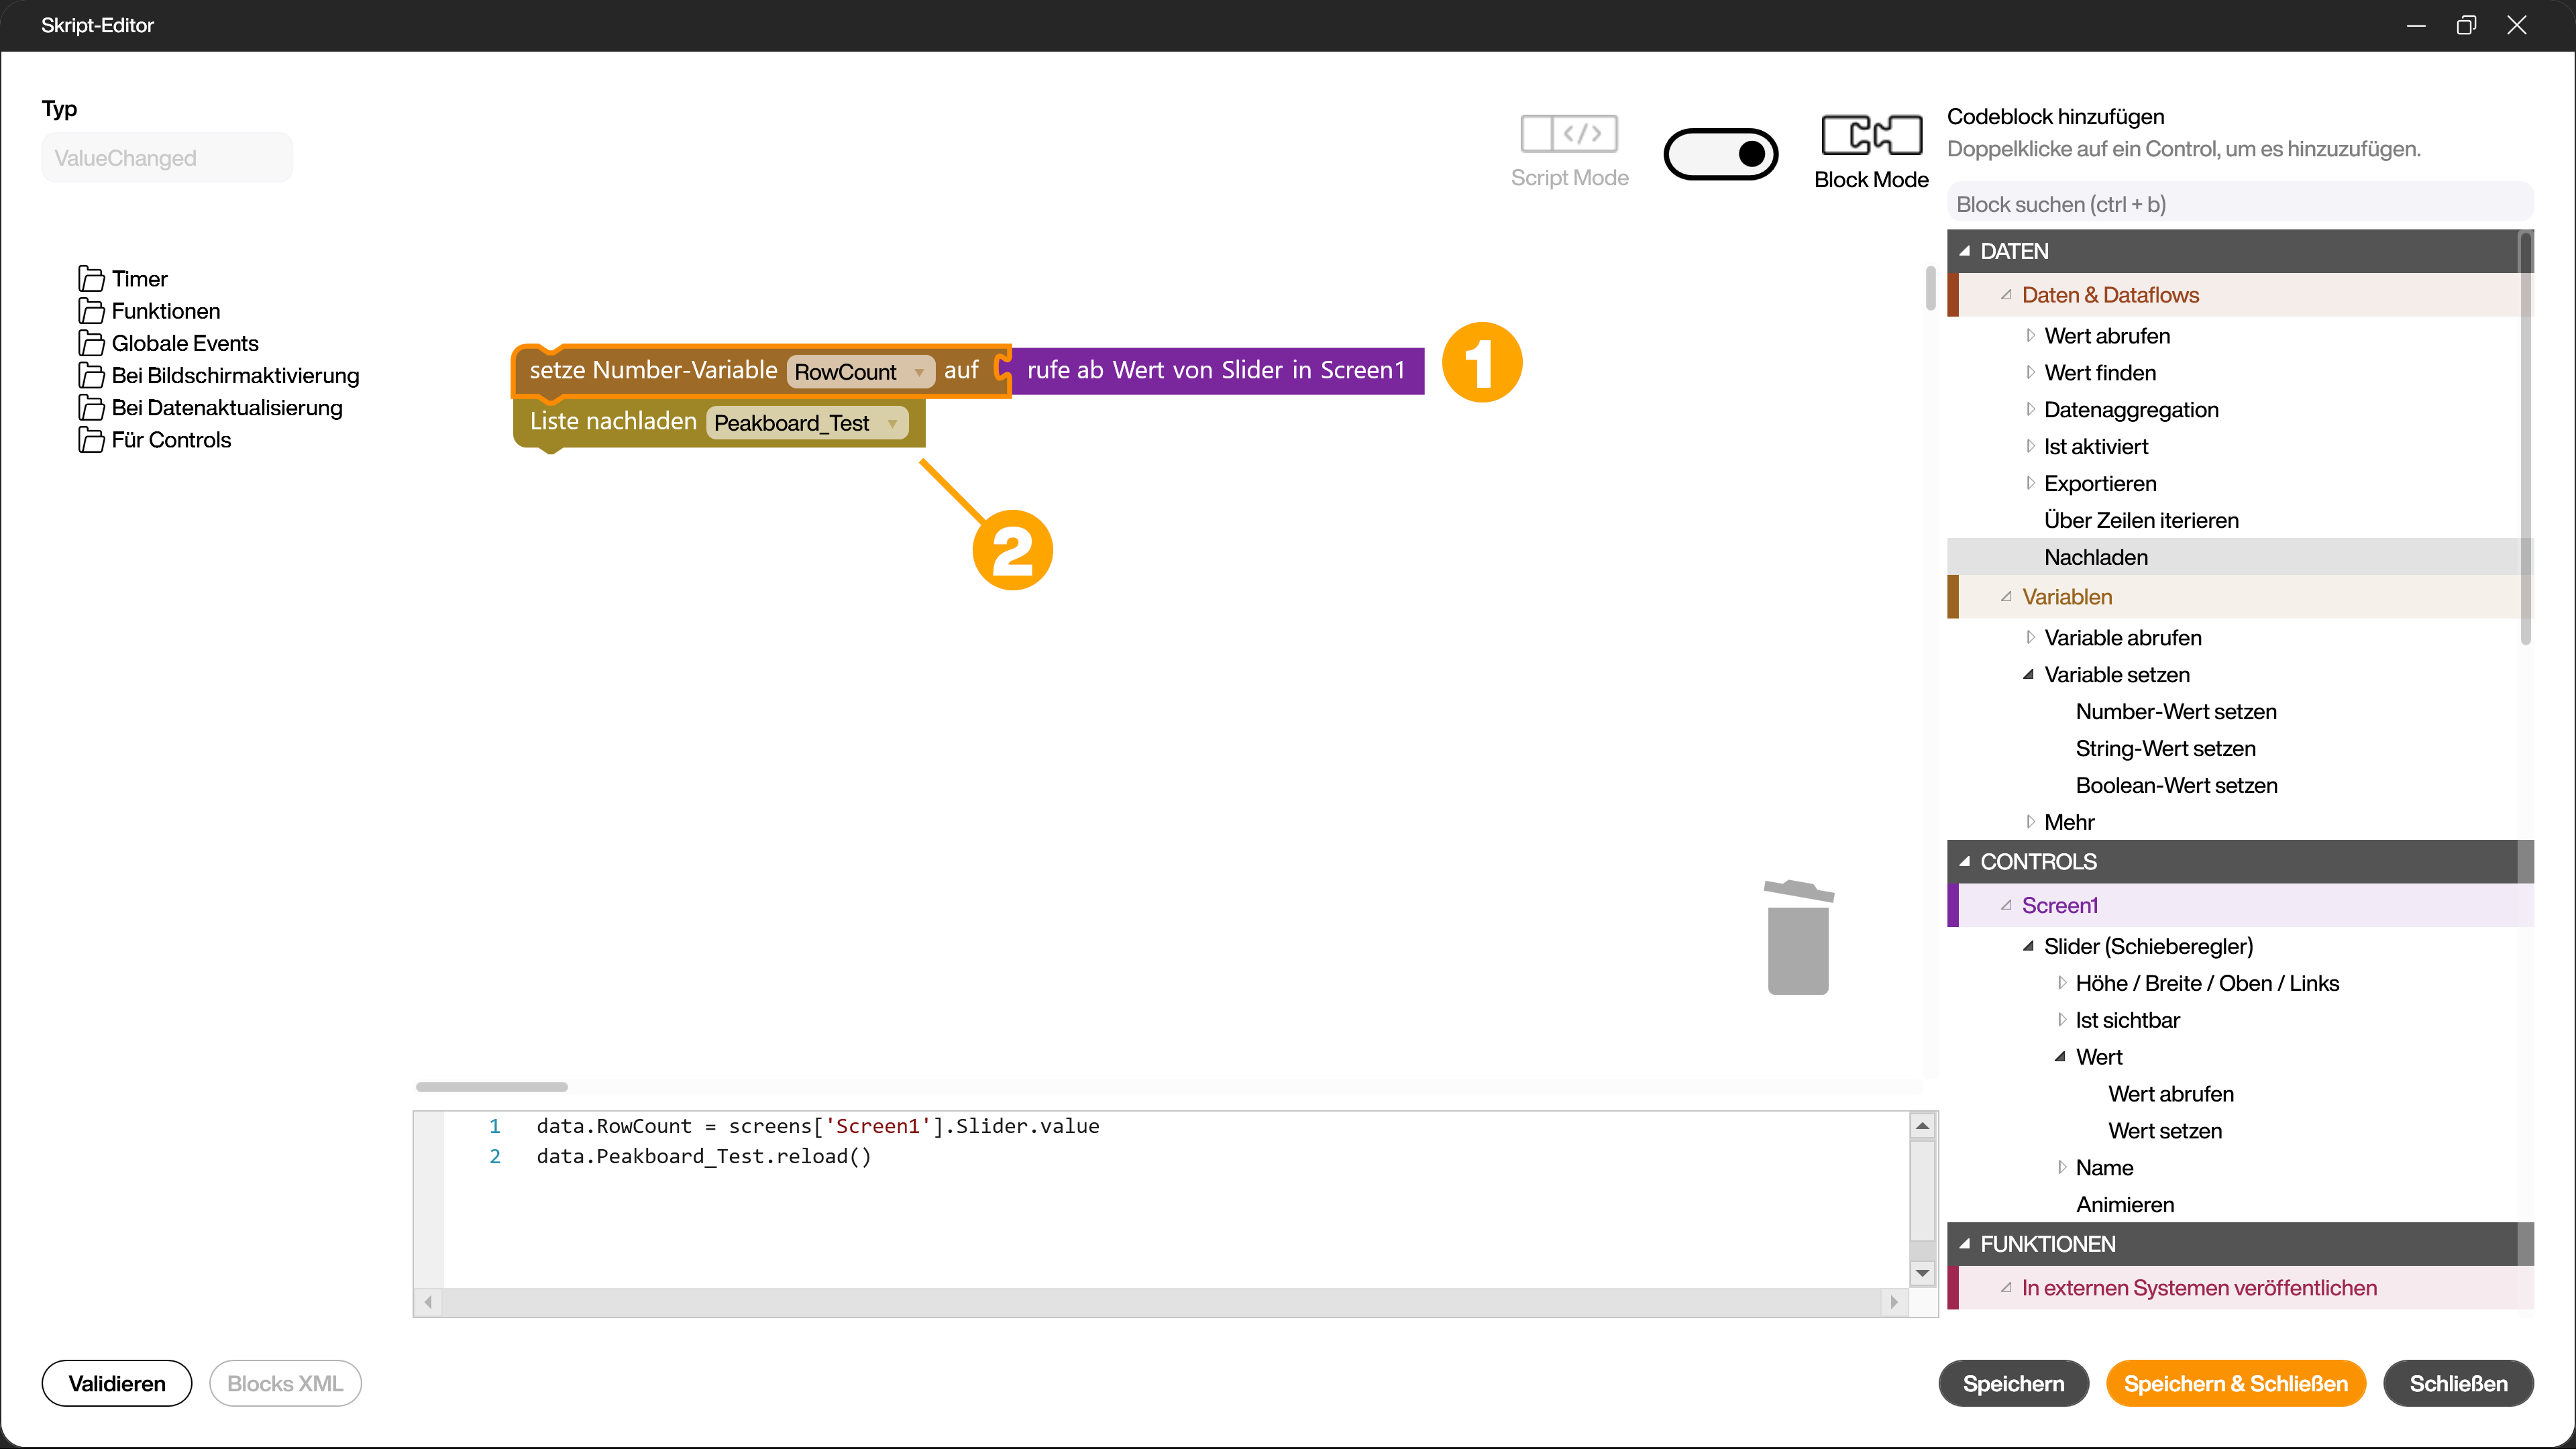 Skript-Editor
Typ
ValueChanged
Script Mode
Block Mode
Timer
Funktionen
Globale Events
Bei Bildschirmaktivierung
Bei Datenaktualisierung
Für Controls
setze Number-Variable RowCount auf rufe ab Wert von Slider in Screen1
1
Liste nachladen Peakboard_Test
2
1 data.RowCount = screens['Screen1'].Slider.value
2 data.Peakboard_Test.reload()
Codeblock hinzufügen
Doppelklicke auf ein Control, um es hinzuzufügen.
Block suchen (ctrl + b)
DATEN
Daten & Dataflows
Wert abrufen
Wert finden
Datenaggregation
Ist aktiviert
Exportieren
Über Zeilen iterieren
Nachladen
Variablen
Variable abrufen
Variable setzen
Number-Wert setzen
String-Wert setzen
Boolean-Wert setzen
Mehr
CONTROLS
Screen1
Slider (Schieberegler)
Höhe / Breite / Oben / Links
Ist sichtbar
Wert
Wert abrufen
Wert setzen
Name
Animieren
FUNKTIONEN
In externen Systemen veröffentlichen
Validieren
Blocks XML
Speichern
Speichern & Schließen
Schließen